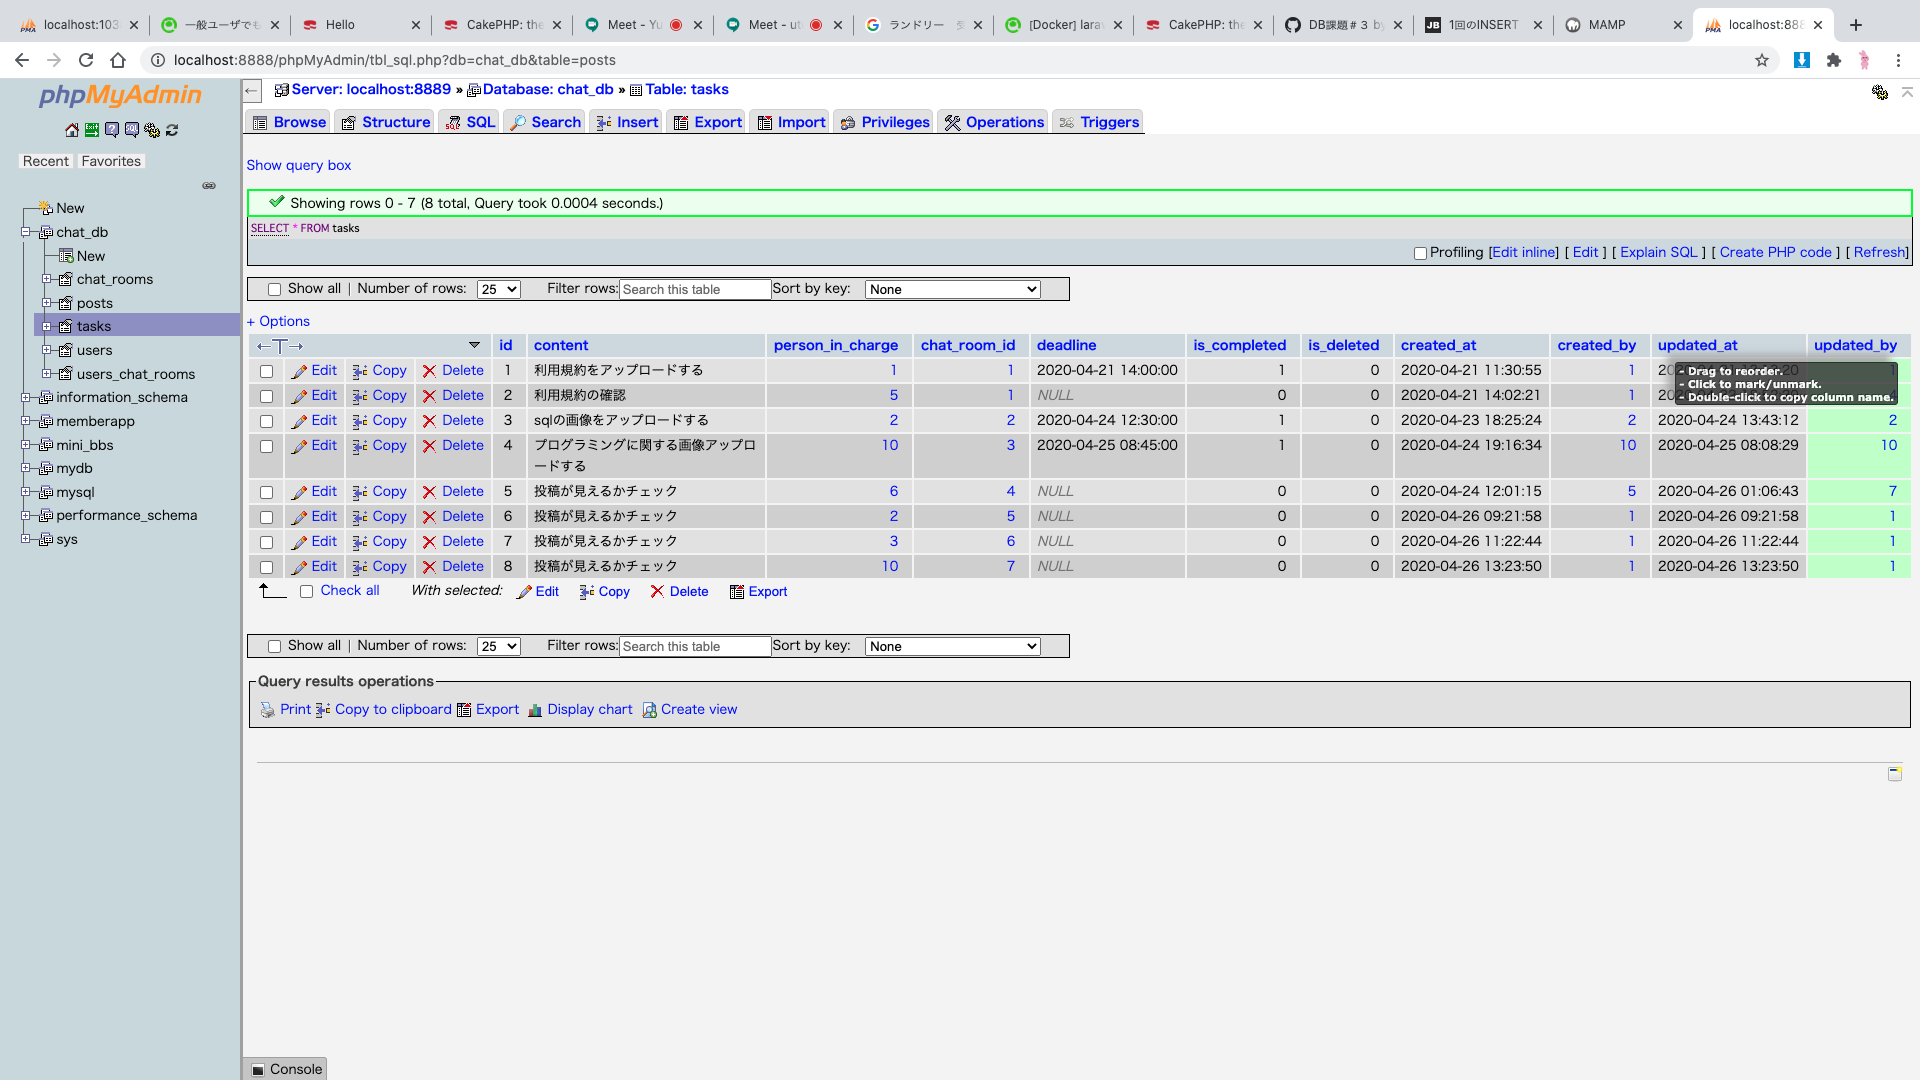 localhost:103
一般ユーザでも
Hello
CakePHP: the
Meet - Yu
Meet - ut
ランドリー 受
[Docker] larav
CakePHP: the
DB課題＃３ by
1回のINSERT
MAMP
localhost:888
localhost:8888/phpMyAdmin/tbl_sql.php?db=chat_db&table=posts
phpMyAdmin
Recent Favorites
New
chat_db
New
chat_rooms
posts
tasks
users
users_chat_rooms
information_schema
memberapp
mini_bbs
mydb
mysql
performance_schema
sys
Server: localhost:8889 » Database: chat_db » Table: tasks
Browse Structure SQL Search Insert Export Import Privileges Operations Triggers
Show query box
Showing rows 0 - 7 (8 total, Query took 0.0004 seconds.)
SELECT * FROM tasks
Profiling [Edit inline] [ Edit ] [ Explain SQL ] [ Create PHP code ] [ Refresh]
Show all | Number of rows: 25 Filter rows: Search this table Sort by key: None
+ Options
←T→ id content person_in_charge chat_room_id deadline is_completed is_deleted created_at created_by updated_at updated_by
Edit Copy Delete 1 利用規約をアップロードする 1 1 2020-04-21 14:00:00 1 0 2020-04-21 11:30:55 1
Edit Copy Delete 2 利用規約の確認 5 1 NULL 0 0 2020-04-21 14:02:21 1
- Drag to reorder.
- Click to mark/unmark.
- Double-click to copy column name.
Edit Copy Delete 3 sqlの画像をアップロードする 2 2 2020-04-24 12:30:00 1 0 2020-04-23 18:25:24 2 2020-04-24 13:43:12 2
Edit Copy Delete 4 プログラミングに関する画像アップロ 10 3 2020-04-25 08:45:00 1 0 2020-04-24 19:16:34 10 2020-04-25 08:08:29 10
ードする
Edit Copy Delete 5 投稿が見えるかチェック 6 4 NULL 0 0 2020-04-24 12:01:15 5 2020-04-26 01:06:43 7
Edit Copy Delete 6 投稿が見えるかチェック 2 5 NULL 0 0 2020-04-26 09:21:58 1 2020-04-26 09:21:58 1
Edit Copy Delete 7 投稿が見えるかチェック 3 6 NULL 0 0 2020-04-26 11:22:44 1 2020-04-26 11:22:44 1
Edit Copy Delete 8 投稿が見えるかチェック 10 7 NULL 0 0 2020-04-26 13:23:50 1 2020-04-26 13:23:50 1
Check all With selected: Edit Copy Delete Export
Show all | Number of rows: 25 Filter rows: Search this table Sort by key: None
Query results operations
Print Copy to clipboard Export Display chart Create view
Console